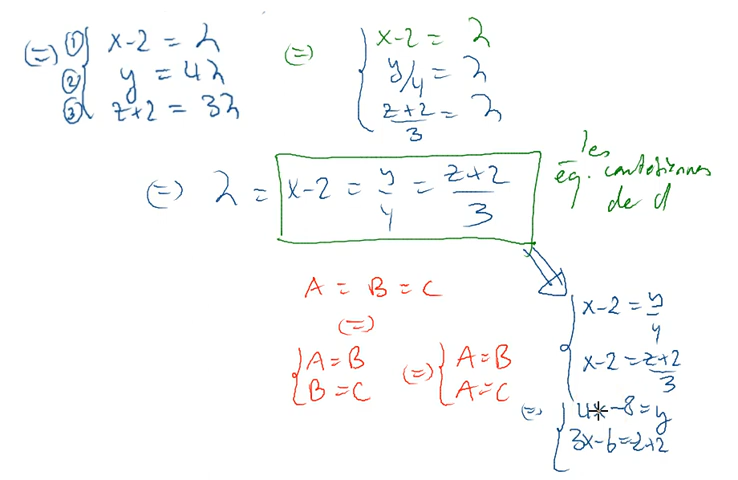 (=) ① { x-2 = λ (=) { x-2 = λ
② y = 4λ y/4 = λ
③ z+2 = 3λ (z+2)/3 = λ
(=) λ = x-2 = y/4 = (z+2)/3
les
éq. cartésiennes
de d
A = B = C
(=)
{ A=B (=) { A=B
B=C A=C
{ x-2 = y/4
x-2 = (z+2)/3
(=) { 4x-8=y
3x-6=z+2